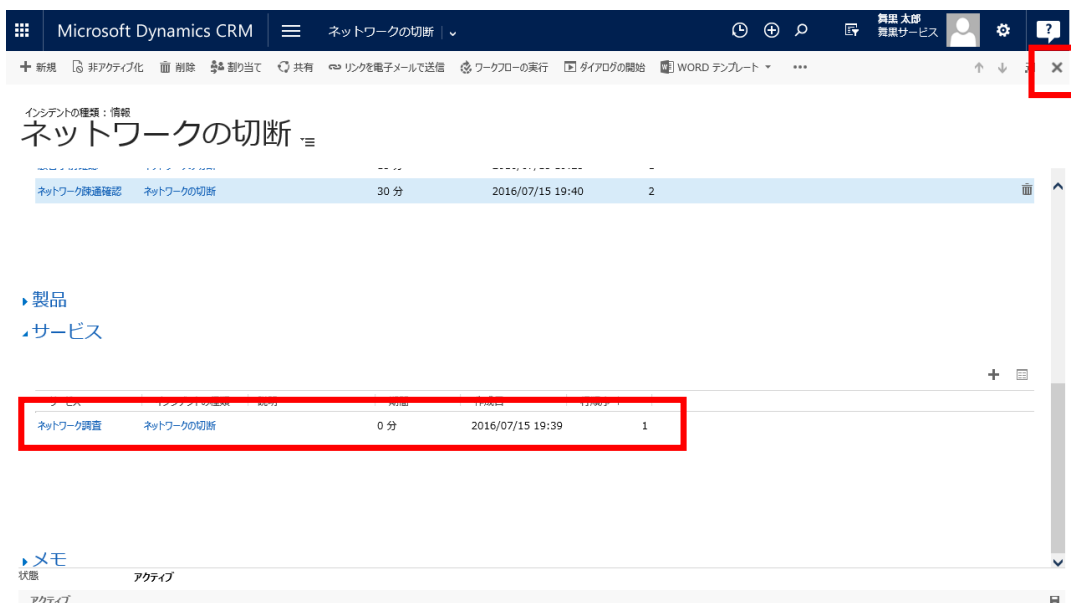 Microsoft Dynamics CRM ネットワークの切断 舞黒 太郎
舞黒サービス ?
新規 非アクティブ化 削除 割り当て 共有 リンクを電子メールで送信 ワークフローの実行 ダイアログの開始 WORD テンプレート
インシデントの種類 : 情報
ネットワークの切断
ネットワーク疎通確認 ネットワークの切断 30 分 2016/07/15 19:40 2
製品
サービス
ネットワーク調査 ネットワークの切断 0 分 2016/07/15 19:39 1
メモ
状態 アクティブ
アクティブ